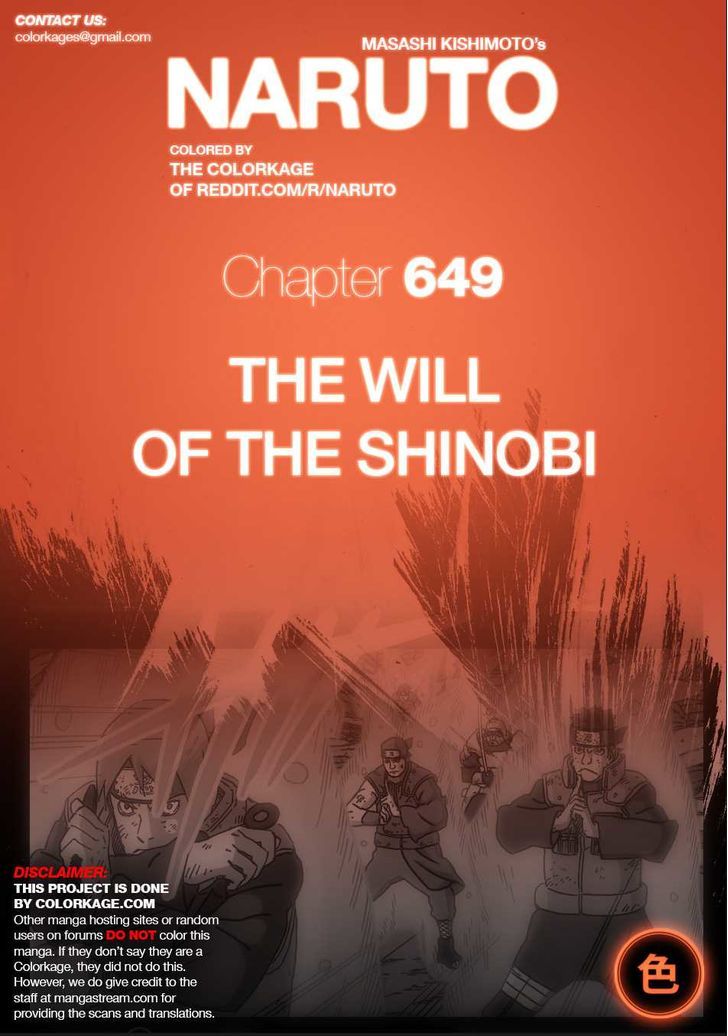 CONTACT US:
colorkages@gmail.com
MASASHI KISHIMOTO's
NARUTO
COLORED BY
THE COLORKAGE
OF REDDIT.COM/R/NARUTO
Chapter 649
THE WILL
OF THE SHINOBI
DISCLAIMER:
THIS PROJECT IS DONE
BY COLORKAGE.COM
Other manga hosting sites or random
users on forums DO NOT color this
manga. If they don't say they are a
Colorkage, they did not do this.
However, we do give credit to the
staff at mangastream.com for
providing the scans and translations.
色